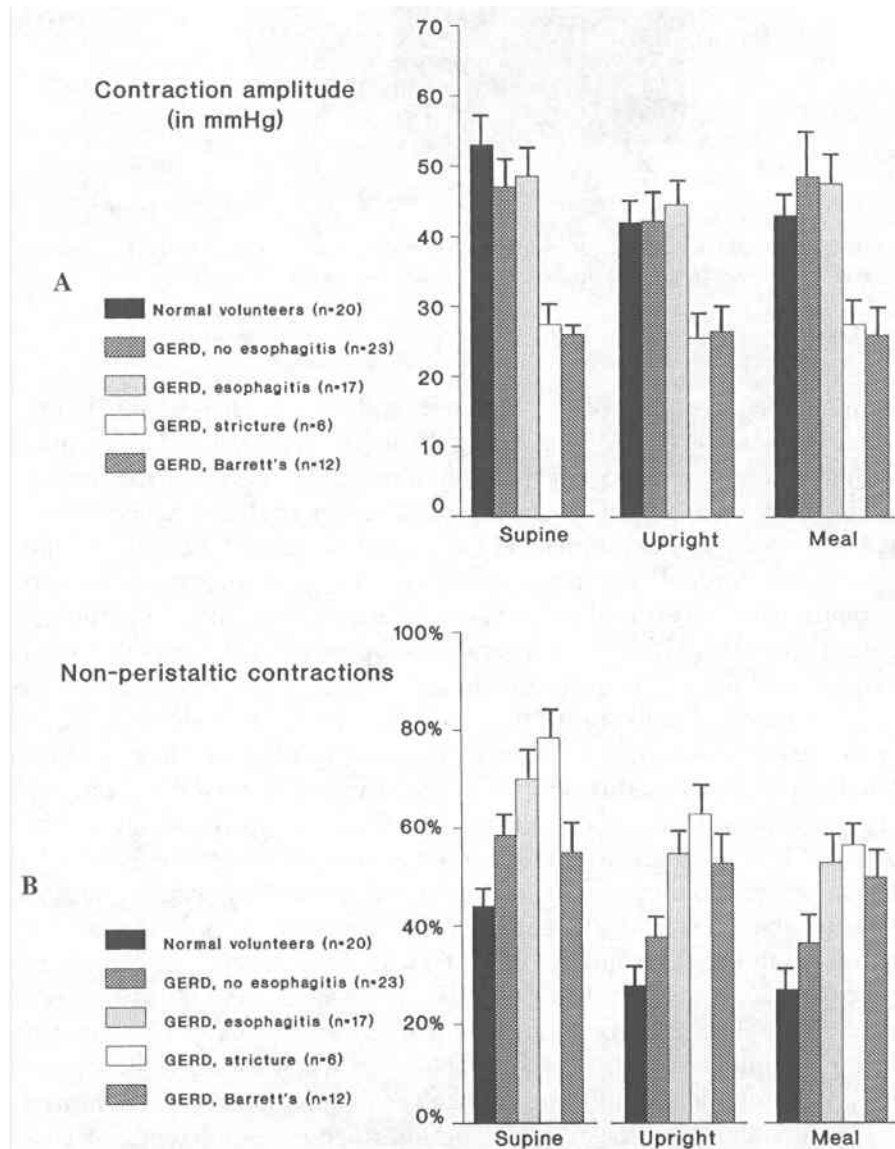 70
Contraction amplitude
(in mmHg)
60
50
40
A
30
Normal volunteers (n=20)
GERD, no esophagitis (n=23)
20
GERD, esophagitis (n=17)
GERD, stricture (n=6)
10
GERD, Barrett's (n=12)
0
Supine Upright Meal
100%
Non-peristaltic contractions
80%
60%
B
40%
Normal volunteers (n=20)
GERD, no esophagitis (n=23)
20%
GERD, esophagitis (n=17)
GERD, stricture (n=6)
GERD, Barrett's (n=12)
0%
Supine Upright Meal